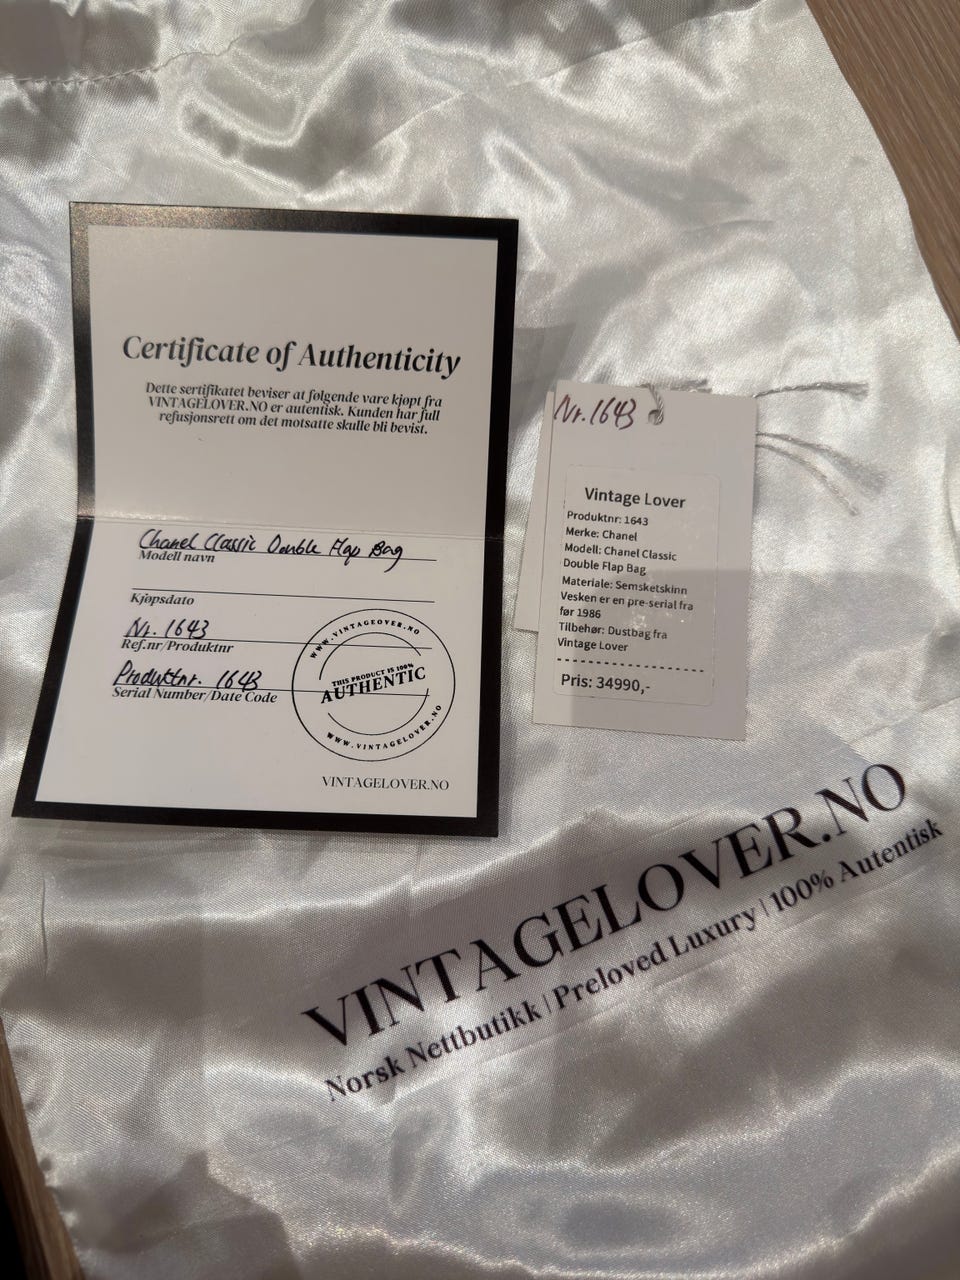 Certificate of Authenticity
Dette sertifikatet beviser at følgende vare kjøpt fra
VINTAGELOVER.NO er autentisk. Kunden har full
refusjonsrett om det motsatte skulle bli bevist.
Chanel Classic Double Flap Bag
Modell navn
Kjøpsdato
Nr. 1643
Ref.nr/Produktnr
Produktnr. 1643
Serial Number/Date Code
WWW.VINTAGEOVER.NO
THIS PRODUCT IS 100%
AUTHENTIC
WWW.VINTAGELOVER.NO
VINTAGELOVER.NO
Nr. 1643
Vintage Lover
Produktnr: 1643
Merke: Chanel
Modell: Chanel Classic
Double Flap Bag
Materiale: Semsketskinn
Vesken er en pre-serial fra
før 1986
Tilbehør: Dustbag fra
Vintage Lover
Pris: 34990,-
VINTAGELOVER.NO
Norsk Nettbutikk | Preloved Luxury | 100% Autentisk